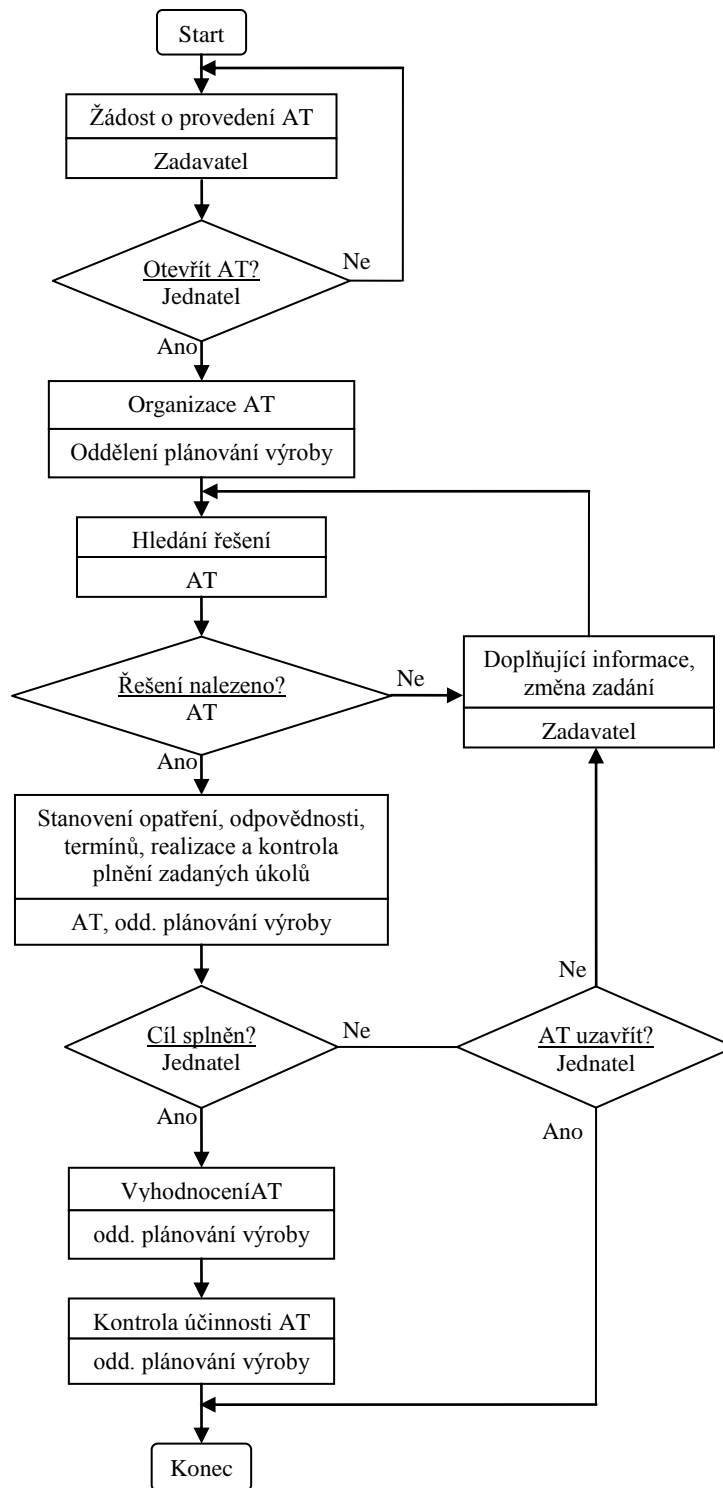 Start
Žádost o provedení AT
Zadavatel
Otevřít AT?
Jednatel
Ne
Ano
Organizace AT
Oddělení plánování výroby
Hledání řešení
AT
Řešení nalezeno?
AT
Ne
Doplňující informace,
změna zadání
Zadavatel
Ano
Stanovení opatření, odpovědnosti,
termínů, realizace a kontrola
plnění zadaných úkolů
AT, odd. plánování výroby
Cíl splněn?
Jednatel
Ne
Ne
AT uzavřít?
Jednatel
Ano
Ano
VyhodnoceníAT
odd. plánování výroby
Kontrola účinnosti AT
odd. plánování výroby
Konec